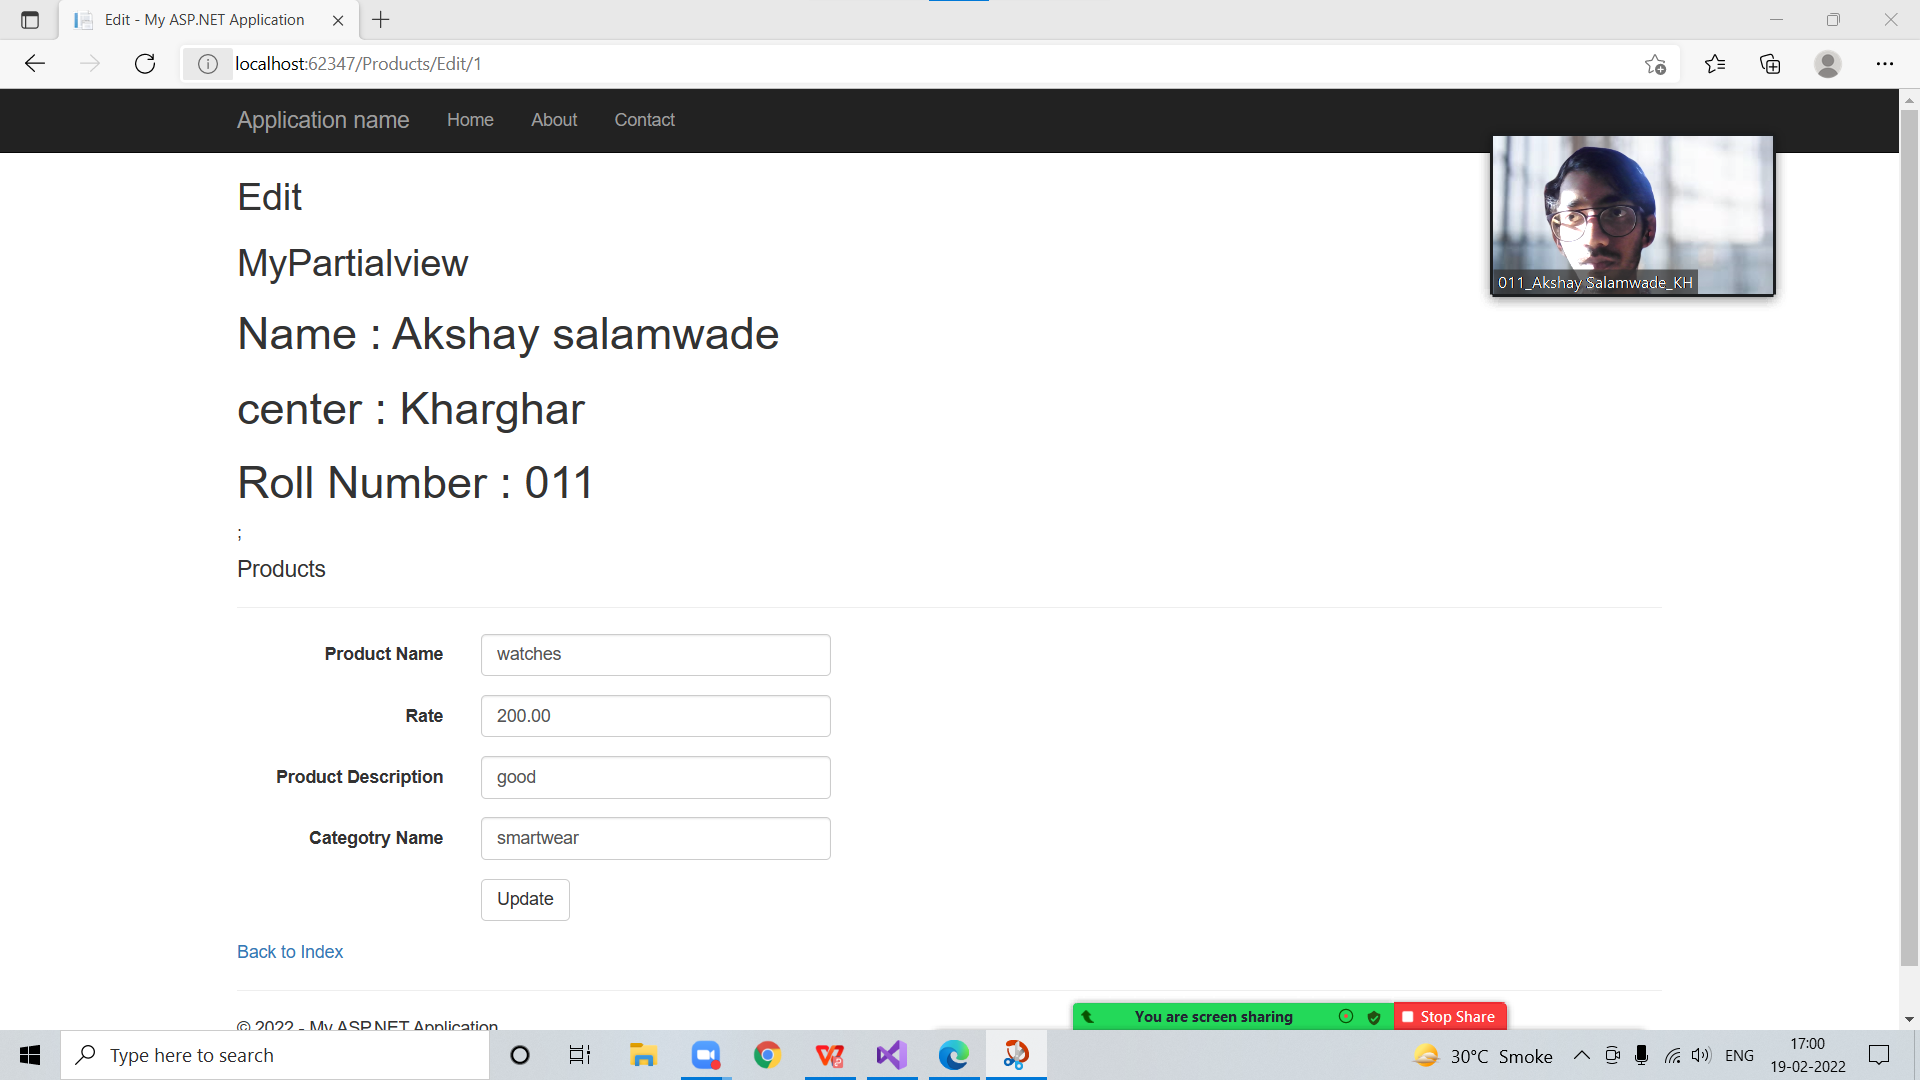 Edit - My ASP.NET Application
localhost:62347/Products/Edit/1
Application name Home About Contact
011_Akshay Salamwade_KH
Edit
MyPartialview
Name : Akshay salamwade
center : Kharghar
Roll Number : 011
;
Products
Product Name watches
Rate 200.00
Product Description good
Categotry Name smartwear
Update
Back to Index
© 2022 - My ASP.NET Application
You are screen sharing Stop Share
Type here to search
30°C Smoke
ENG
17:00
19-02-2022